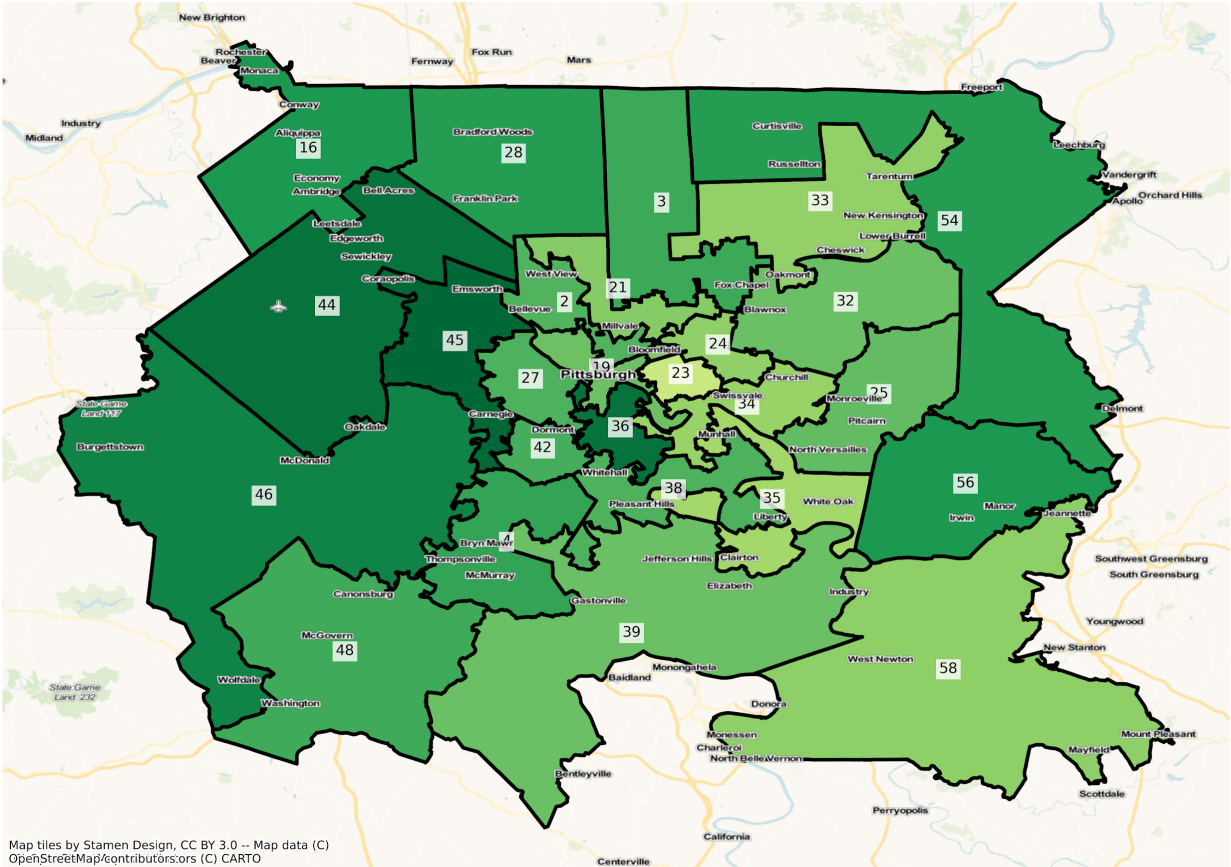 New Brighton
Rochester
Beaver
Fox Run
Fernway
Mars
Monaca
Freeport
Conway
Industry
Midland
Aliquippa
Bradford Woods
Curtisville
16
28
Leechburg
Russellton
Economy
Tarentum
Vandergrift
Ambridge
Bell Acres
Franklin Park
3
33
Apollo
Orchard Hills
Leetsdale
New Kensington
54
Edgeworth
Lower Burrell
Sewickley
Cheswick
Coraopolis
West View
Oakmont
Emsworth
21
Fox Chapel
44
Bellevue
2
Blawnox
32
Millvale
45
24
Bloomfield
19
Pittsburgh
23
27
Churchill
State Game
Land 117
Swissvale
34
Monroeville
25
Delmont
Carnegie
Oakdale
36
Pitcairn
Dormont
Munhall
Burgettstown
42
North Versailles
McDonald
Whitehall
56
46
38
35
White Oak
Pleasant Hills
Manor
Liberty
Irwin
Jeannette
4
Bryn Mawr
Thompsonville
Jefferson Hills
Clairton
Southwest Greensburg
McMurray
South Greensburg
Canonsburg
Elizabeth
Industry
Gastonville
Youngwood
McGovern
39
48
New Stanton
West Newton
58
Monongahela
Wolfdale
Baidland
State Game
Land 232
Washington
Donora
Monessen
Mount Pleasant
Charleroi
Mayfield
North Belle Vernon
Bentleyville
Scottdale
Perryopolis
California
Centerville
Map tiles by Stamen Design, CC BY 3.0 -- Map data (C)
OpenStreetMap contributors (C) CARTO